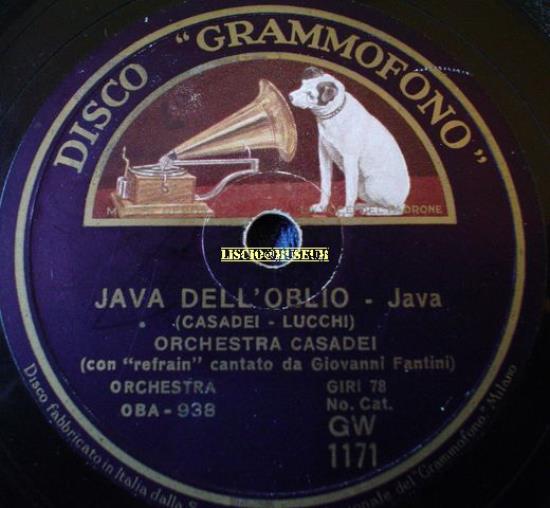 DISCO "GRAMMOFONO"
LISCIO@MUSEUM
JAVA DELL'OBLIO - Java
(CASADEI - LUCCHI)
ORCHESTRA CASADEI
(con "refrain" cantato da Giovanni Fantini)
ORCHESTRA
OBA-938
GIRI 78
No. Cat.
GW
1171
Disco fabbricato in Italia dalla
del "Grammofono" Milano